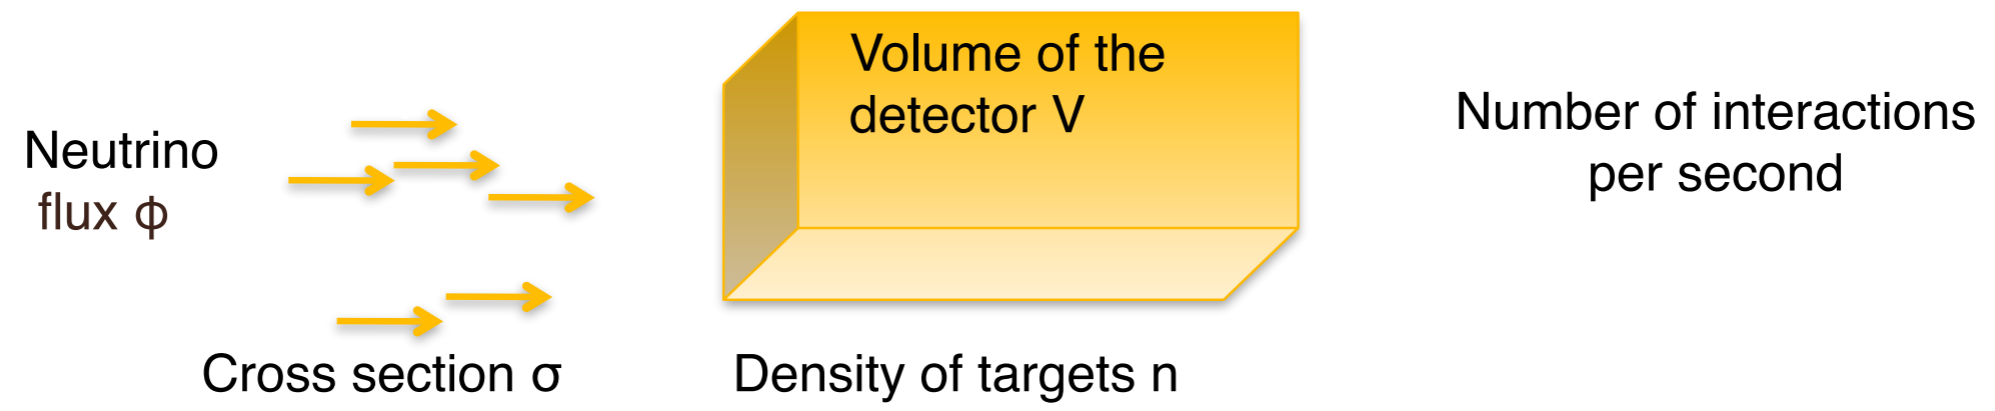 Neutrino
flux ϕ
Cross section σ
Volume of the
detector V
Density of targets n
Number of interactions
per second